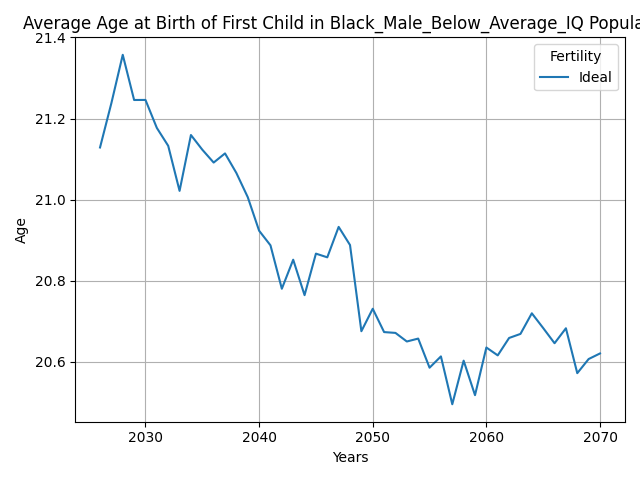 Average Age at Birth of First Child in Black_Male_Below_Average_IQ Popula
21.4
21.2
21.0
20.8
20.6
Age
Fertility
Ideal
2030 2040 2050 2060 2070
Years